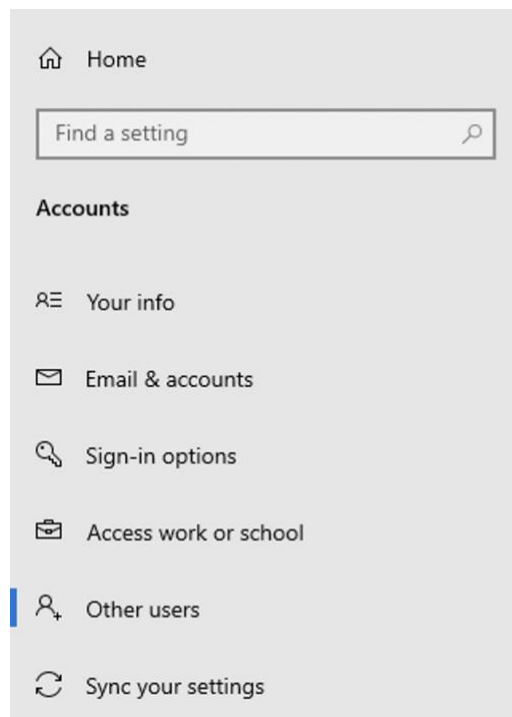 Home
Find a setting
Accounts
Your info
Email & accounts
Sign-in options
Access work or school
Other users
Sync your settings